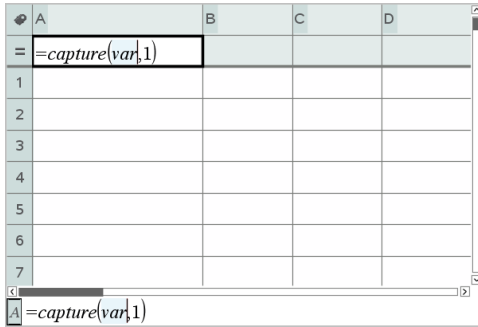 A B C D
= =capture(var,1)
1
2
3
4
5
6
7
A =capture(var,1)